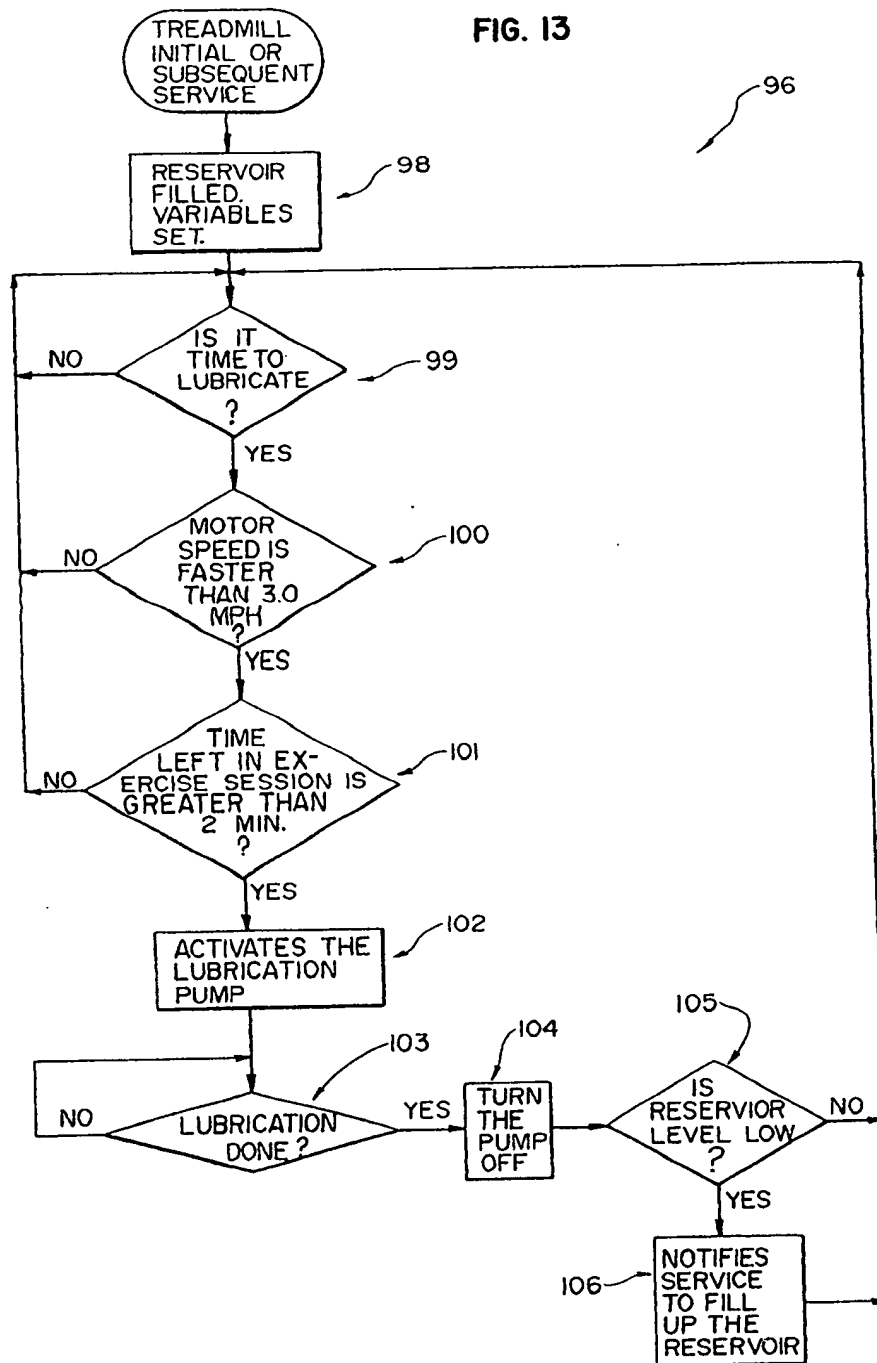 FIG. 13
TREADMILL
INITIAL OR
SUBSEQUENT
SERVICE
96
RESERVOIR
FILLED.
VARIABLES
SET.
98
IS IT
TIME TO
LUBRICATE
?
99
NO
YES
MOTOR
SPEED IS
FASTER
THAN 3.0
MPH
?
100
NO
YES
TIME
LEFT IN EX-
ERCISE SESSION IS
GREATER THAN
2 MIN.
?
101
NO
YES
ACTIVATES THE
LUBRICATION
PUMP
102
LUBRICATION
DONE?
103
NO
YES
TURN
THE
PUMP
OFF
104
IS
RESERVIOR
LEVEL LOW
?
105
NO
YES
NOTIFIES
SERVICE
TO FILL
UP THE
RESERVOIR
106